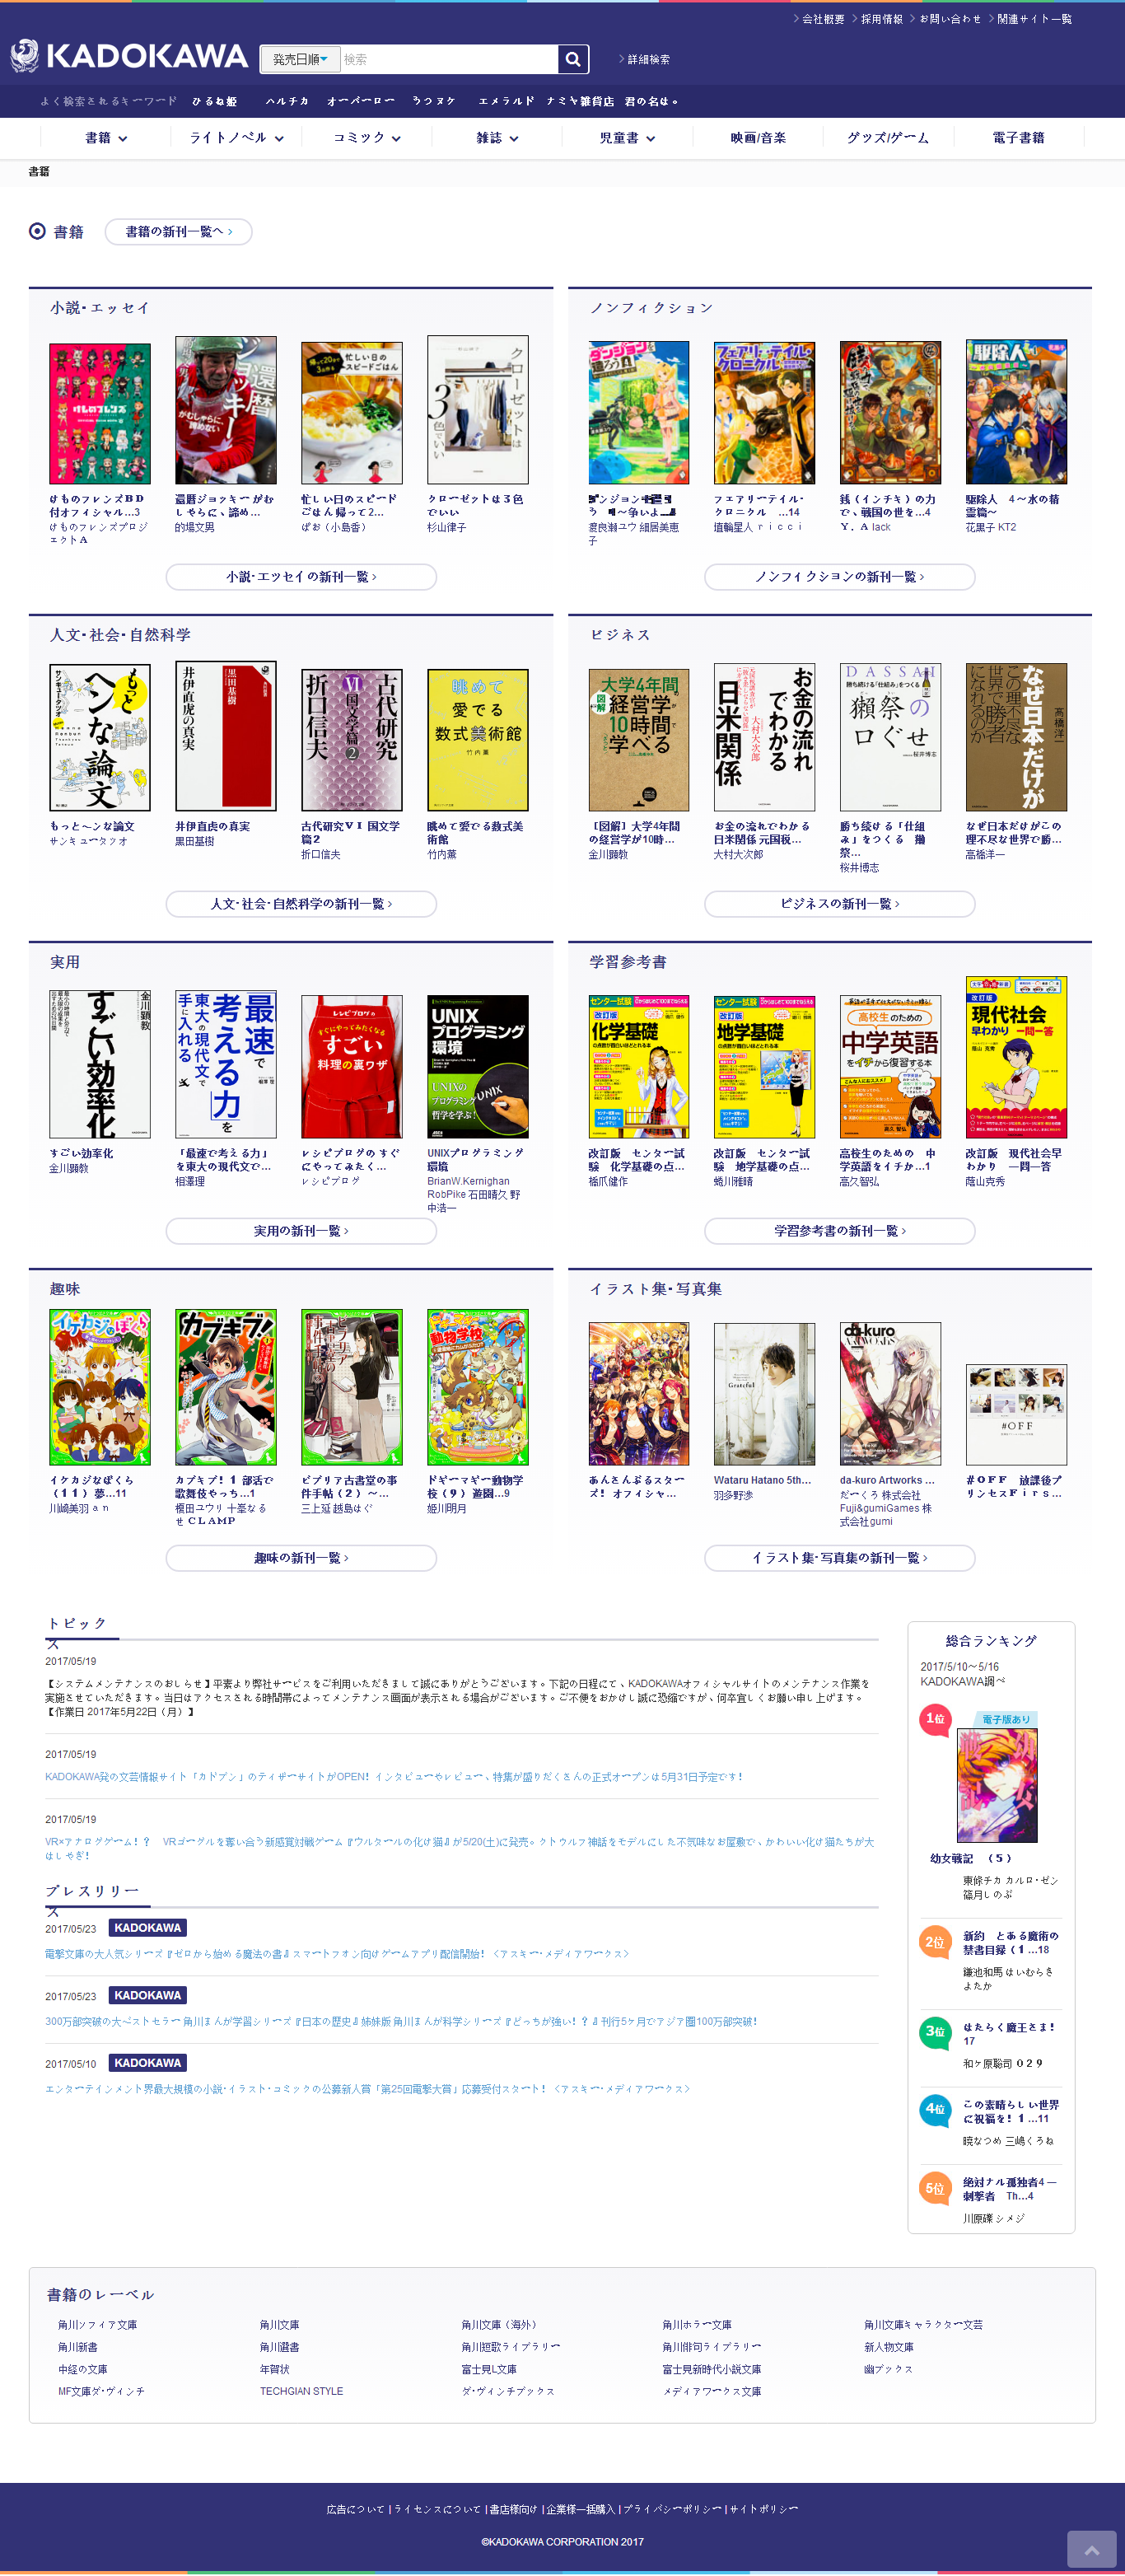 会社概要 採用情報 お問い合わせ 関連サイト一覧
KADOKAWA 発売日順 検索 詳細検索
よく検索されるキーワード ひるね姫 ハルチカ オーバーロー うつヌケ エメラルド ナミヤ雑貨店 君の名は。
書籍 ライトノベル コミック 雑誌 児童書 映画/音楽 グッズ/ゲーム 電子書籍
書籍
書籍 書籍の新刊一覧へ
小説・エッセイ
けものフレンズBD
付オフィシャル…3
けものフレンズプロジ
ェクトA
還暦ジョッキー がむ
しゃらに、諦め…
的場文男
忙しい日のスピード
ごはん 帰って2…
ぱお（小島香）
クローゼットは3色
でいい
杉山律子
小説・エッセイの新刊一覧
ノンフィクション
フェアリーテイル・
クロニクル …14
埴輪星人 ricci
銭（インチキ）の力
で、戦国の世を…4
Y.A lack
駆除人 4～水の精
霊篇～
花黒子 KT2
ノンフィクションの新刊一覧
人文・社会・自然科学
もっとヘンな論文
サンキュータツオ
井伊直虎の真実
黒田基樹
古代研究VI 国文学
篇2
折口信夫
眺めて愛でる数式美
術館
竹内薫
人文・社会・自然科学の新刊一覧
ビジネス
［図解］大学4年間
の経営学が10時…
金川顕教
お金の流れでわかる
日米関係 元国税…
大村大次郎
勝ち続ける「仕組
み」をつくる 獺
祭…
桜井博志
なぜ日本だけがこの
理不尽な世界で勝…
高橋洋一
ビジネスの新刊一覧
実用
すごい効率化
金川顕教
「最速で考える力」
を東大の現代文で…
相澤理
レシピブログの すぐ
にやってみたく…
レシピブログ
UNIXプログラミング
環境
BrianW.Kernighan
RobPike 石田晴久 野
中浩一
実用の新刊一覧
学習参考書
改訂版 センター試
験 化学基礎の点…
橋爪健作
改訂版 センター試
験 地学基礎の点…
蜷川雅晴
高校生のための 中
学英語をイチか…1
高久智弘
改訂版 現代社会早
わかり 一問一答
蔭山克秀
学習参考書の新刊一覧
趣味
イケカジなぼくら
（11） 夢…11
川崎美羽 an
カブキブ！ 1 部活で
歌舞伎やっち…1
榎田ユウリ 十峯なる
せ CLAMP
ビブリア古書堂の事
件手帖（2） ～…
三上延 越島はぐ
ドギーマギー動物学
校（9） 遊園…9
姫川明月
趣味の新刊一覧
イラスト集・写真集
あんさんぶるスター
ズ！ オフィシャ…
Wataru Hatano 5th…
羽多野渉
da-kuro Artworks …
だーくろ 株式会社
Fuji&gumiGames 株
式会社gumi
#OFF 放課後プ
リンセスFirs…
イラスト集・写真集の新刊一覧
トピック
ス
2017/05/19
【システムメンテナンスのおしらせ】平素より弊社サービスをご利用いただきまして誠にありがとうございます。下記の日程にて、KADOKAWAオフィシャルサイトのメンテナンス作業を
実施させていただきます。当日はアクセスされる時間帯によってメンテナンス画面が表示される場合がございます。ご不便をおかけし誠に恐縮ですが、何卒宜しくお願い申し上げます。
【作業日 2017年5月22日（月）】
2017/05/19
KADOKAWA発の文芸情報サイト「カドブン」のティザーサイトがOPEN！インタビューやレビュー、特集が盛りだくさんの正式オープンは5月31日予定です！
2017/05/19
VR×アナログゲーム！？ VRゴーグルを奪い合う新感覚対戦ゲーム『ウルタールの化け猫』が5/20(土)に発売。クトゥルフ神話をモデルにした不気味なお屋敷で、かわいい化け猫たちが大
はしゃぎ！
プレスリリー
ス
2017/05/23 KADOKAWA
電撃文庫の大人気シリーズ『ゼロから始める魔法の書』スマートフォン向けゲームアプリ配信開始！〈アスキー・メディアワークス〉
2017/05/23 KADOKAWA
300万部突破の大ベストセラー 角川まんが学習シリーズ『日本の歴史』姉妹版 角川まんが科学シリーズ『どっちが強い！？』刊行5ケ月でアジア圏100万部突破！
2017/05/10 KADOKAWA
エンターテインメント界最大規模の小説・イラスト・コミックの公募新人賞「第25回電撃大賞」応募受付スタート！〈アスキー・メディアワークス〉
総合ランキング
2017/5/10～5/16
KADOKAWA調べ
1位 電子版あり
幼女戦記 （5）
東條チカ カルロ・ゼン
篠月しのぶ
2位 新約 とある魔術の
禁書目録（1…18
鎌池和馬 はいむらき
よたか
3位 はたらく魔王さま！
17
和ケ原聡司 029
4位 この素晴らしい世界
に祝福を！1…11
暁なつめ 三嶋くろね
5位 絶対ナル孤独者4 ―
刺撃者 Th…4
川原礫 シメジ
書籍のレーベル
角川ソフィア文庫 角川文庫 角川文庫（海外） 角川ホラー文庫 角川文庫キャラクター文芸
角川新書 角川選書 角川短歌ライブラリー 角川俳句ライブラリー 新人物文庫
中経の文庫 年賀状 富士見L文庫 富士見新時代小説文庫 幽ブックス
MF文庫ダ・ヴィンチ TECHGIAN STYLE ダ・ヴィンチブックス メディアワークス文庫
広告について | ライセンスについて | 書店様向け | 企業様一括購入 | プライバシーポリシー | サイトポリシー
©KADOKAWA CORPORATION 2017